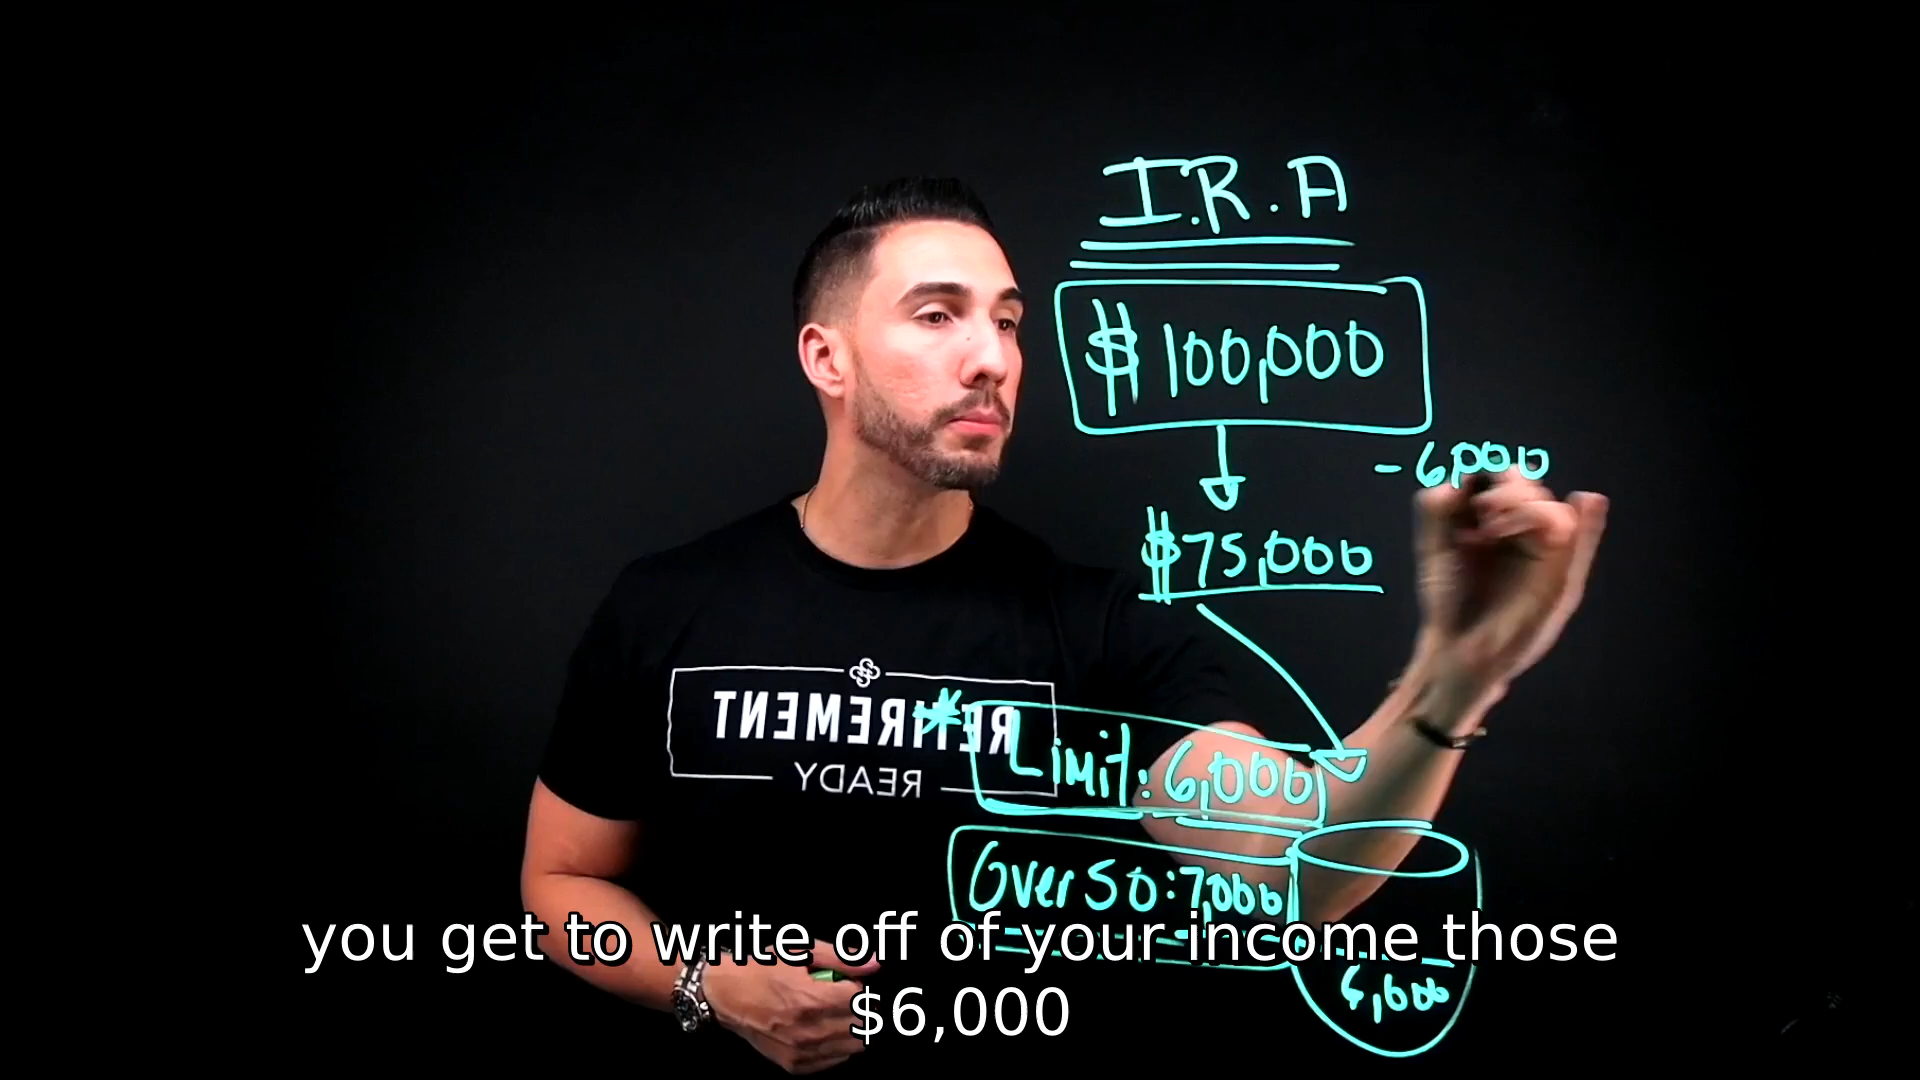 I.R.A
$100,000
-6,000
$75,000
RETIREMENT
READY
* Limit: 6,000
Over 50: 7,000
6,000
you get to write off of your income those
$6,000